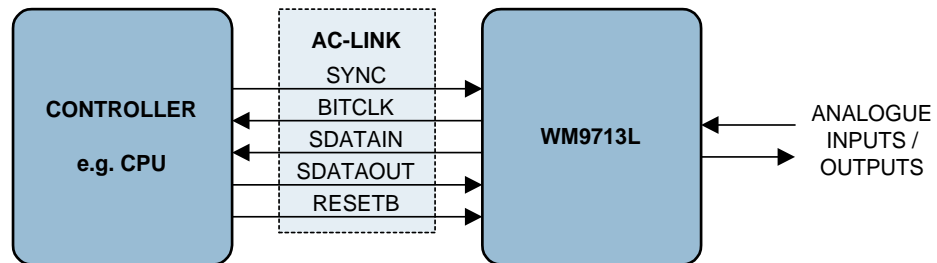 CONTROLLER
e.g. CPU
AC-LINK
SYNC
BITCLK
SDATAIN
SDATAOUT
RESETB
WM9713L
ANALOGUE
INPUTS /
OUTPUTS